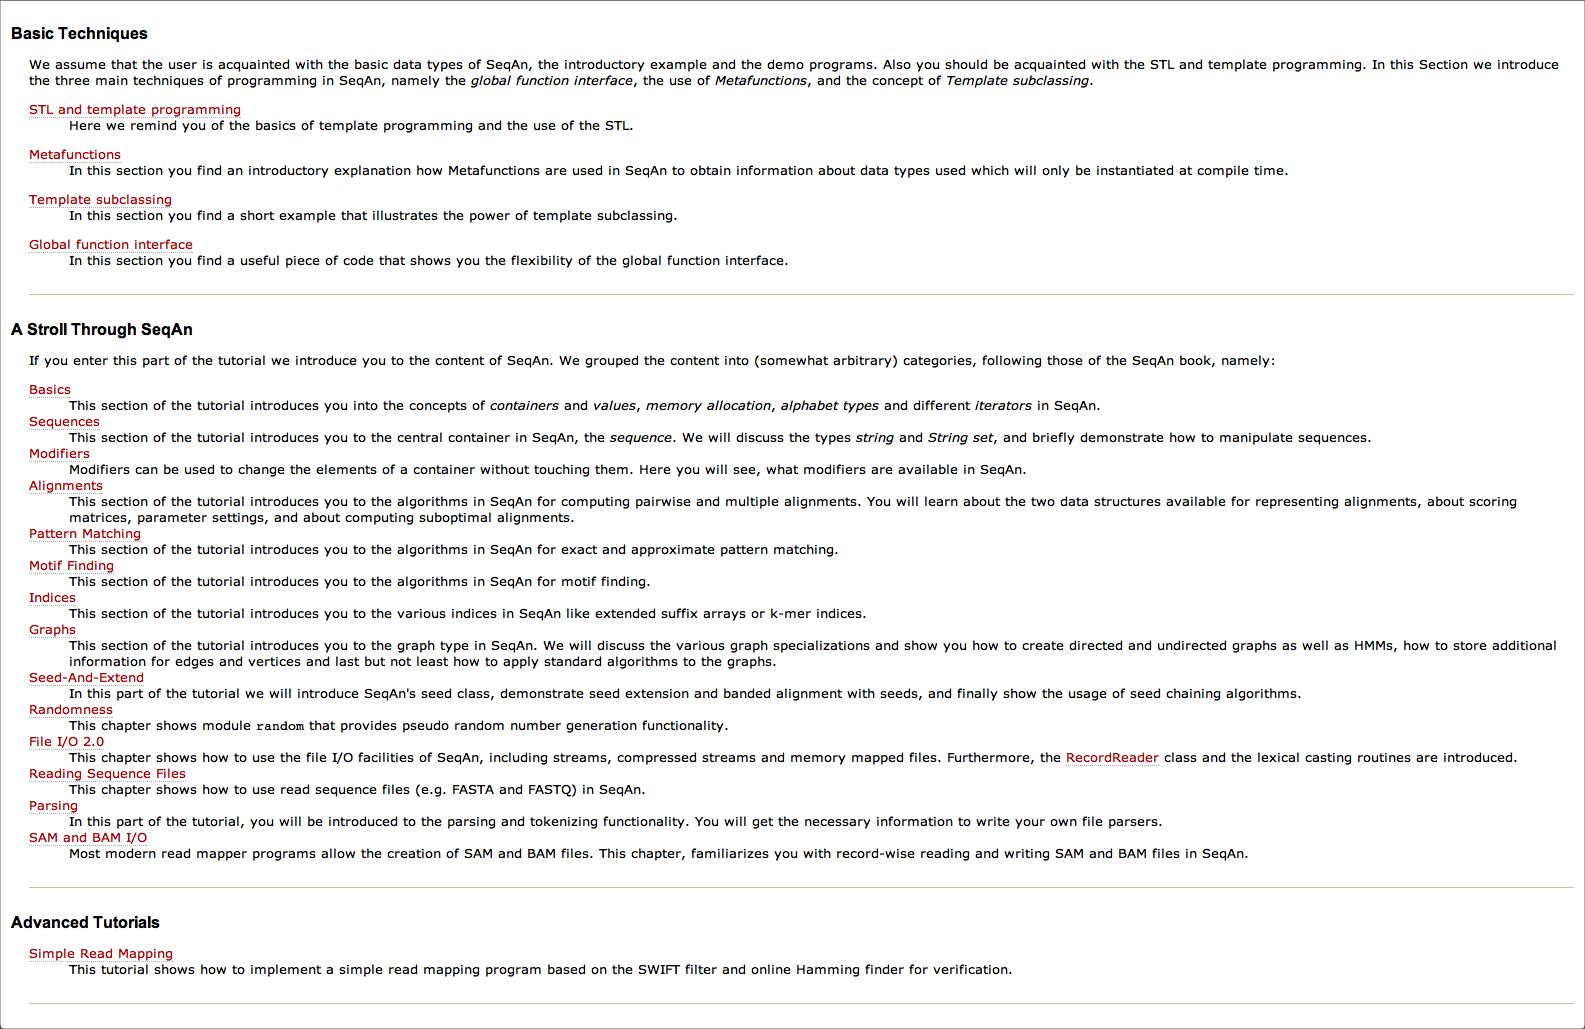 Basic Techniques
We assume that the user is acquainted with the basic data types of SeqAn, the introductory example and the demo programs. Also you should be acquainted with the STL and template programming. In this Section we introduce
the three main techniques of programming in SeqAn, namely the global function interface, the use of Metafunctions, and the concept of Template subclassing.
STL and template programming
Here we remind you of the basics of template programming and the use of the STL.
Metafunctions
In this section you find an introductory explanation how Metafunctions are used in SeqAn to obtain information about data types used which will only be instantiated at compile time.
Template subclassing
In this section you find a short example that illustrates the power of template subclassing.
Global function interface
In this section you find a useful piece of code that shows you the flexibility of the global function interface.
A Stroll Through SeqAn
If you enter this part of the tutorial we introduce you to the content of SeqAn. We grouped the content into (somewhat arbitrary) categories, following those of the SeqAn book, namely:
Basics
This section of the tutorial introduces you into the concepts of containers and values, memory allocation, alphabet types and different iterators in SeqAn.
Sequences
This section of the tutorial introduces you to the central container in SeqAn, the sequence. We will discuss the types string and String set, and briefly demonstrate how to manipulate sequences.
Modifiers
Modifiers can be used to change the elements of a container without touching them. Here you will see, what modifiers are available in SeqAn.
Alignments
This section of the tutorial introduces you to the algorithms in SeqAn for computing pairwise and multiple alignments. You will learn about the two data structures available for representing alignments, about scoring
matrices, parameter settings, and about computing suboptimal alignments.
Pattern Matching
This section of the tutorial introduces you to the algorithms in SeqAn for exact and approximate pattern matching.
Motif Finding
This section of the tutorial introduces you to the algorithms in SeqAn for motif finding.
Indices
This section of the tutorial introduces you to the various indices in SeqAn like extended suffix arrays or k-mer indices.
Graphs
This section of the tutorial introduces you to the graph type in SeqAn. We will discuss the various graph specializations and show you how to create directed and undirected graphs as well as HMMs, how to store additional
information for edges and vertices and last but not least how to apply standard algorithms to the graphs.
Seed-And-Extend
In this part of the tutorial we will introduce SeqAn's seed class, demonstrate seed extension and banded alignment with seeds, and finally show the usage of seed chaining algorithms.
Randomness
This chapter shows module random that provides pseudo random number generation functionality.
File I/O 2.0
This chapter shows how to use the file I/O facilities of SeqAn, including streams, compressed streams and memory mapped files. Furthermore, the RecordReader class and the lexical casting routines are introduced.
Reading Sequence Files
This chapter shows how to use read sequence files (e.g. FASTA and FASTQ) in SeqAn.
Parsing
In this part of the tutorial, you will be introduced to the parsing and tokenizing functionality. You will get the necessary information to write your own file parsers.
SAM and BAM I/O
Most modern read mapper programs allow the creation of SAM and BAM files. This chapter, familiarizes you with record-wise reading and writing SAM and BAM files in SeqAn.
Advanced Tutorials
Simple Read Mapping
This tutorial shows how to implement a simple read mapping program based on the SWIFT filter and online Hamming finder for verification.